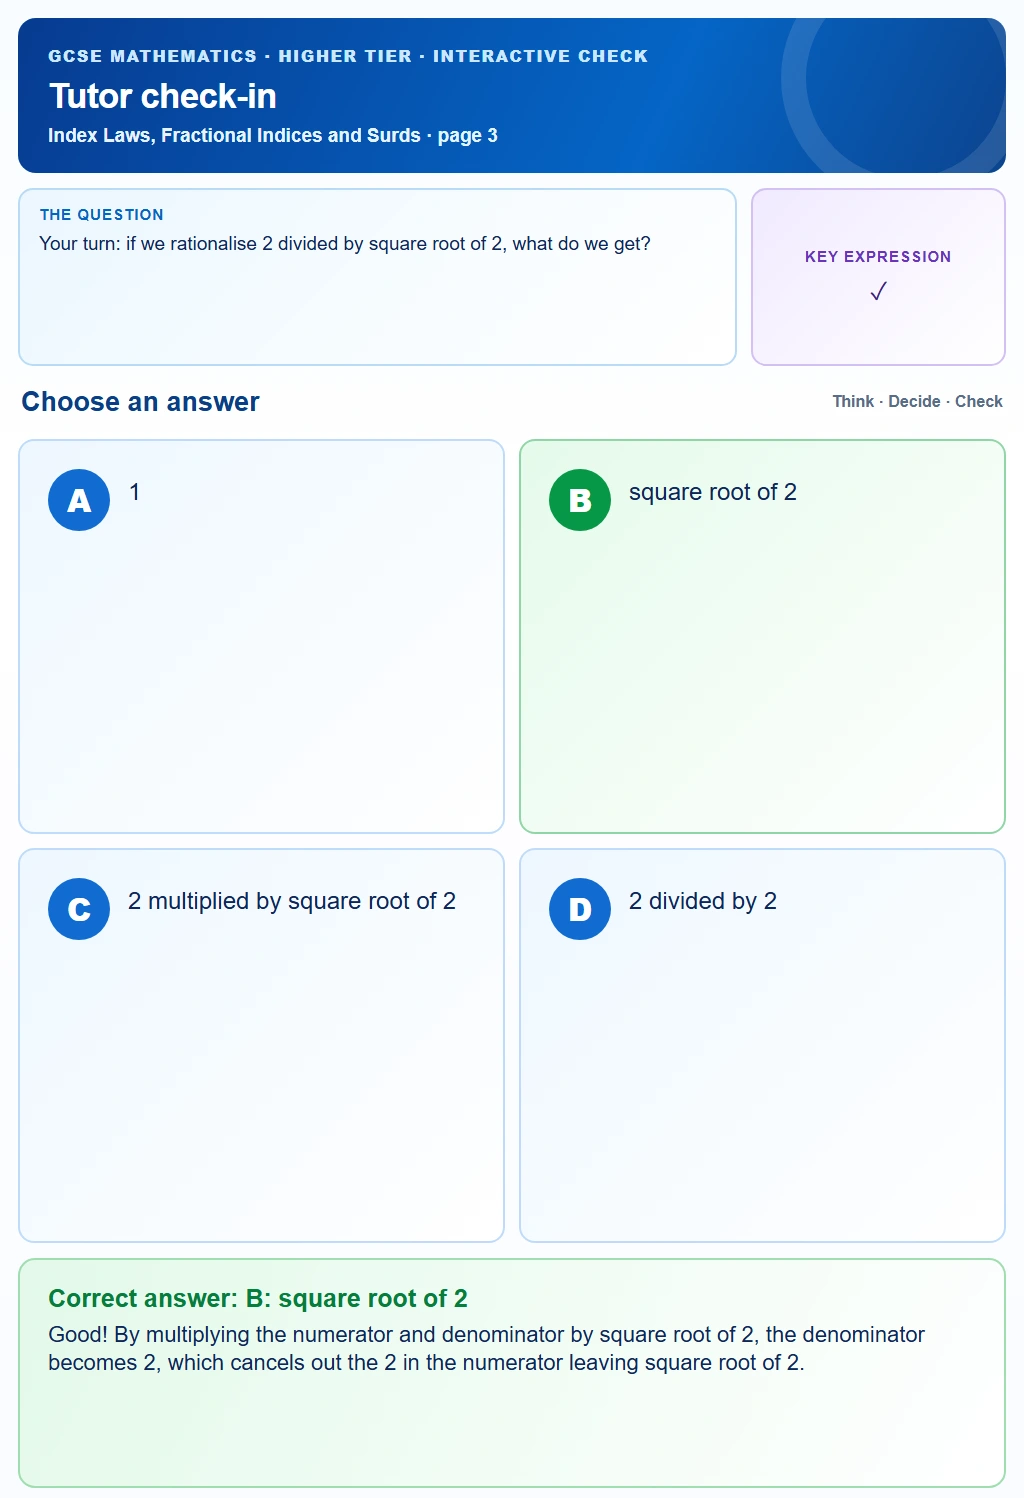 GCSE MATHEMATICS · HIGHER TIER · INTERACTIVE CHECK
Tutor check-in
Index Laws, Fractional Indices and Surds · page 3
THE QUESTION
Your turn: if we rationalise 2 divided by square root of 2, what do we get?
KEY EXPRESSION
✓
Choose an answer
Think · Decide · Check
A 1
B square root of 2
C 2 multiplied by square root of 2
D 2 divided by 2
Correct answer: B: square root of 2
Good! By multiplying the numerator and denominator by square root of 2, the denominator
becomes 2, which cancels out the 2 in the numerator leaving square root of 2.